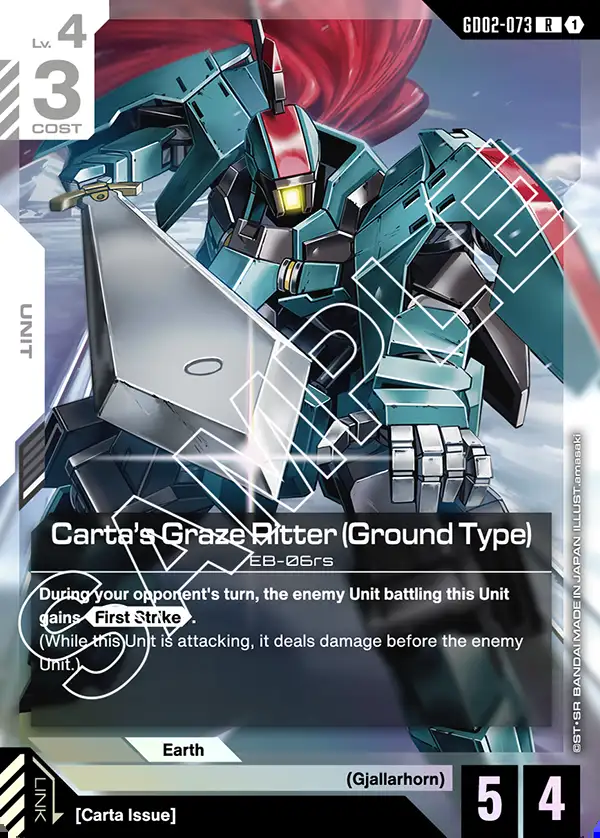 Lv. 4
3
COST
GD02-073 R 1
UNIT
SAMPLE
Carta's Graze Ritter (Ground Type)
EB-06rs
During your opponent's turn, the enemy Unit battling this Unit
gains First Strike.
(While this Unit is attacking, it deals damage before the enemy
Unit.)
Earth
(Gjallarhorn)
LINK
[Carta Issue]
5 4
©ST・SR BANDAI MADE IN JAPAN ILLUST.amasaki